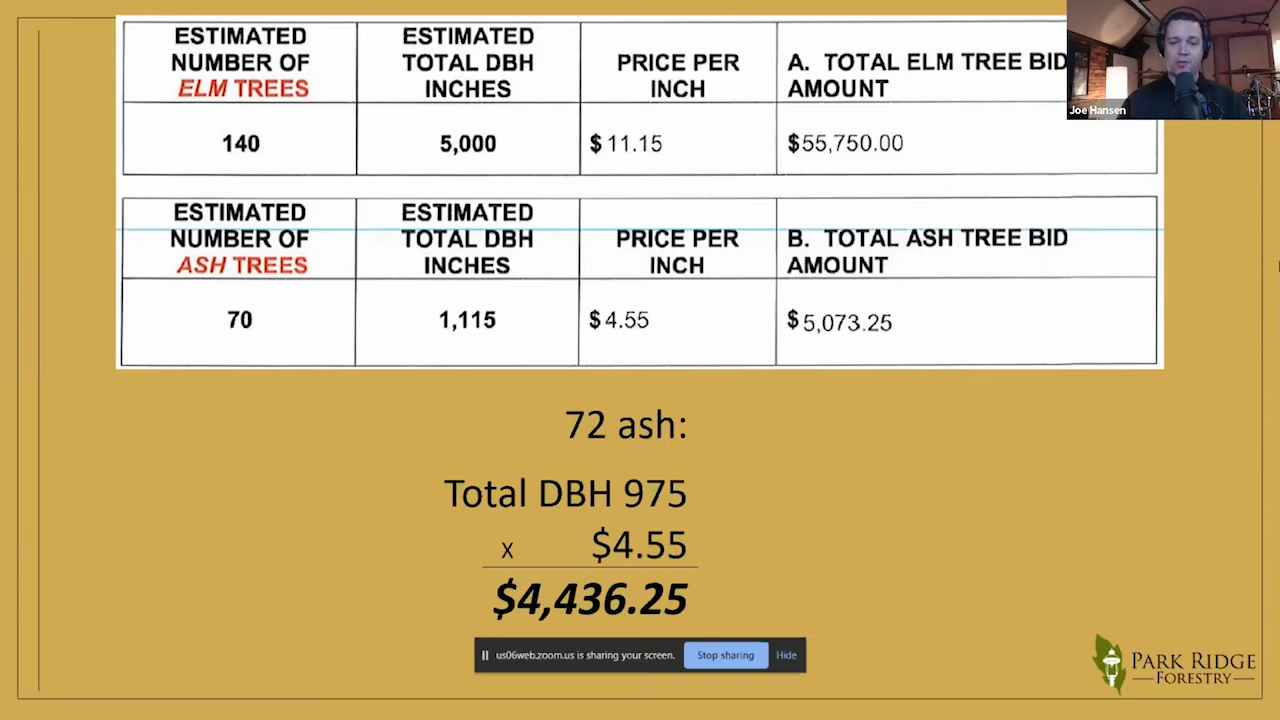 ESTIMATED
NUMBER OF
ELM TREES
ESTIMATED
TOTAL DBH
INCHES
PRICE PER
INCH
A. TOTAL ELM TREE BID
AMOUNT
140
5,000
$ 11.15
$55,750.00
Joe Hansen
ESTIMATED
NUMBER OF
ASH TREES
ESTIMATED
TOTAL DBH
INCHES
PRICE PER
INCH
B. TOTAL ASH TREE BID
AMOUNT
70
1,115
$ 4.55
$ 5,073.25
72 ash:
Total DBH 975
x $4.55
$4,436.25
us06web.zoom.us is sharing your screen.
Stop sharing
Hide
PARK RIDGE
FORESTRY